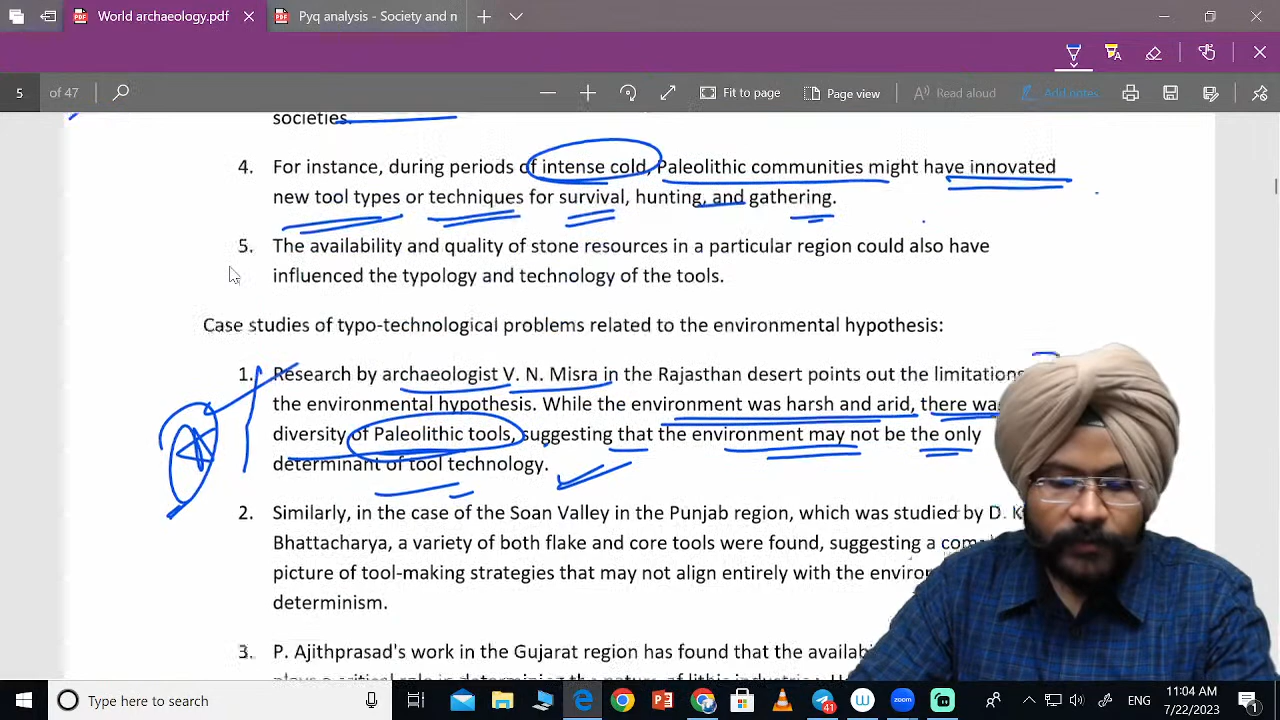 World archaeology.pdf
Pyq analysis - Society and n
5 of 47
Fit to page
Page view
Read aloud
Add notes
societies.
4. For instance, during periods of intense cold, Paleolithic communities might have innovated
new tool types or techniques for survival, hunting, and gathering.
5. The availability and quality of stone resources in a particular region could also have
influenced the typology and technology of the tools.
Case studies of typo-technological problems related to the environmental hypothesis:
1. Research by archaeologist V. N. Misra in the Rajasthan desert points out the limitations
the environmental hypothesis. While the environment was harsh and arid, there was
diversity of Paleolithic tools, suggesting that the environment may not be the only
determinant of tool technology.
2. Similarly, in the case of the Soan Valley in the Punjab region, which was studied by D. K
Bhattacharya, a variety of both flake and core tools were found, suggesting a com
picture of tool-making strategies that may not align entirely with the enviro
determinism.
3. P. Ajithprasad's work in the Gujarat region has found that the availab
Type here to search
41
W
zoom
ENG
11:04 AM
7/22/2023